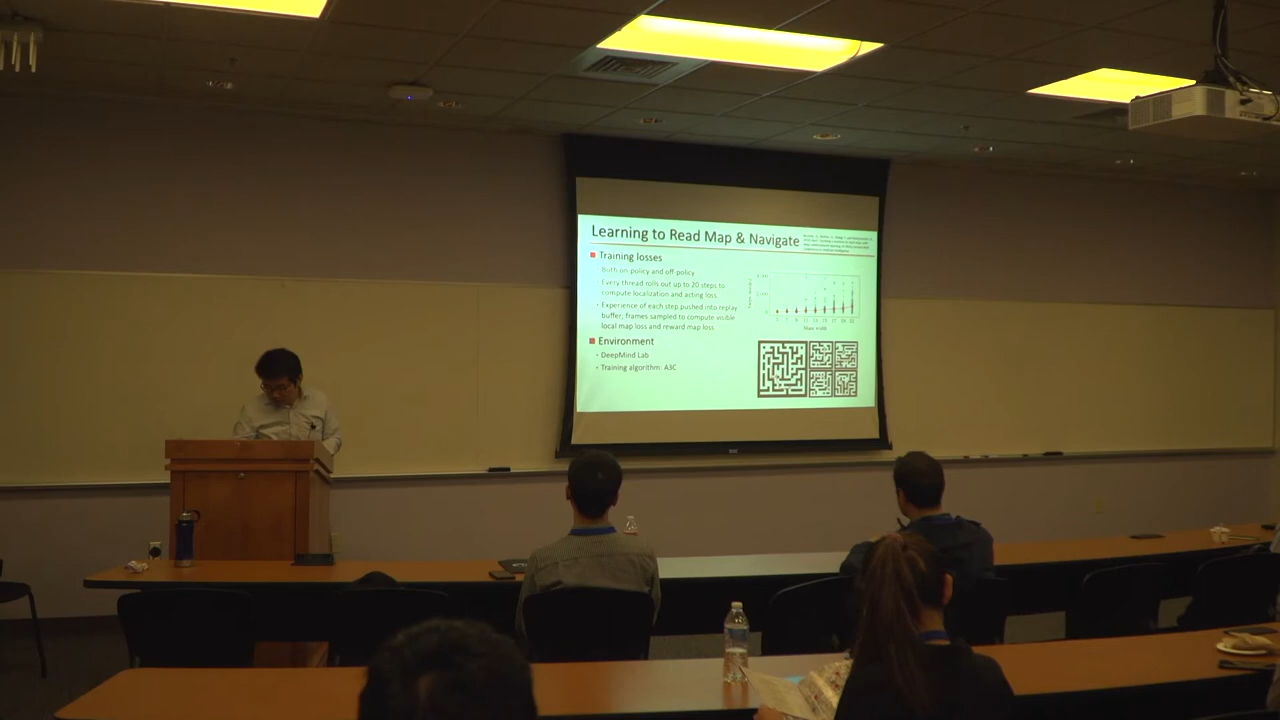 Learning to Read Map & Navigate
Training losses
Both on-policy and off-policy
Every thread rolls out up to 20 steps to
compute localization and acting loss
Experience of each step pushed into replay
buffer, frames sampled to compute visible
local map loss and reward map loss
Environment
DeepMind Lab
Training algorithm: A3C
Maze width